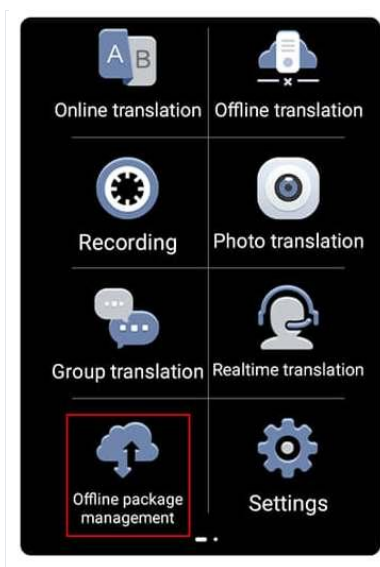 A B
Online translation
Offline translation
Recording
Photo translation
Group translation
Realtime translation
Offline package
management
Settings